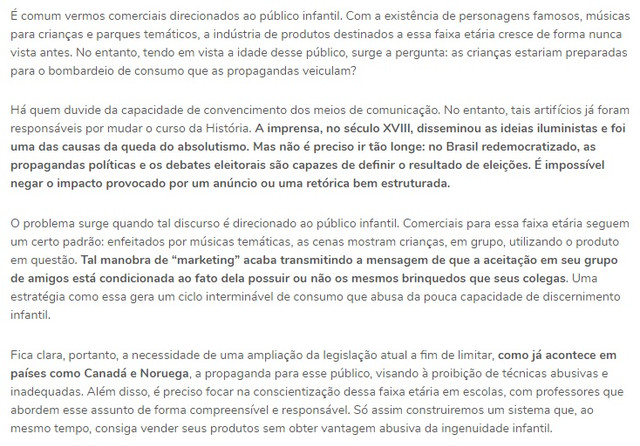 É comum vermos comerciais direcionados ao público infantil. Com a existência de personagens famosos, músicas
para crianças e parques temáticos, a indústria de produtos destinados a essa faixa etária cresce de forma nunca
vista antes. No entanto, tendo em vista a idade desse público, surge a pergunta: as crianças estariam preparadas
para o bombardeio de consumo que as propagandas veiculam?
Há quem duvide da capacidade de convencimento dos meios de comunicação. No entanto, tais artifícios já foram
responsáveis por mudar o curso da História. A imprensa, no século XVIII, disseminou as ideias iluministas e foi
uma das causas da queda do absolutismo. Mas não é preciso ir tão longe: no Brasil redemocratizado, as
propagandas políticas e os debates eleitorais são capazes de definir o resultado de eleições. É impossível
negar o impacto provocado por um anúncio ou uma retórica bem estruturada.
O problema surge quando tal discurso é direcionado ao público infantil. Comerciais para essa faixa etária seguem
um certo padrão: enfeitados por músicas temáticas, as cenas mostram crianças, em grupo, utilizando o produto
em questão. Tal manobra de “marketing” acaba transmitindo a mensagem de que a aceitação em seu grupo
de amigos está condicionada ao fato dela possuir ou não os mesmos brinquedos que seus colegas. Uma
estratégia como essa gera um ciclo interminável de consumo que abusa da pouca capacidade de discernimento
infantil.
Fica clara, portanto, a necessidade de uma ampliação da legislação atual a fim de limitar, como já acontece em
países como Canadá e Noruega, a propaganda para esse público, visando à proibição de técnicas abusivas e
inadequadas. Além disso, é preciso focar na conscientização dessa faixa etária em escolas, com professores que
abordem esse assunto de forma compreensível e responsável. Só assim construiremos um sistema que, ao
mesmo tempo, consiga vender seus produtos sem obter vantagem abusiva da ingenuidade infantil.